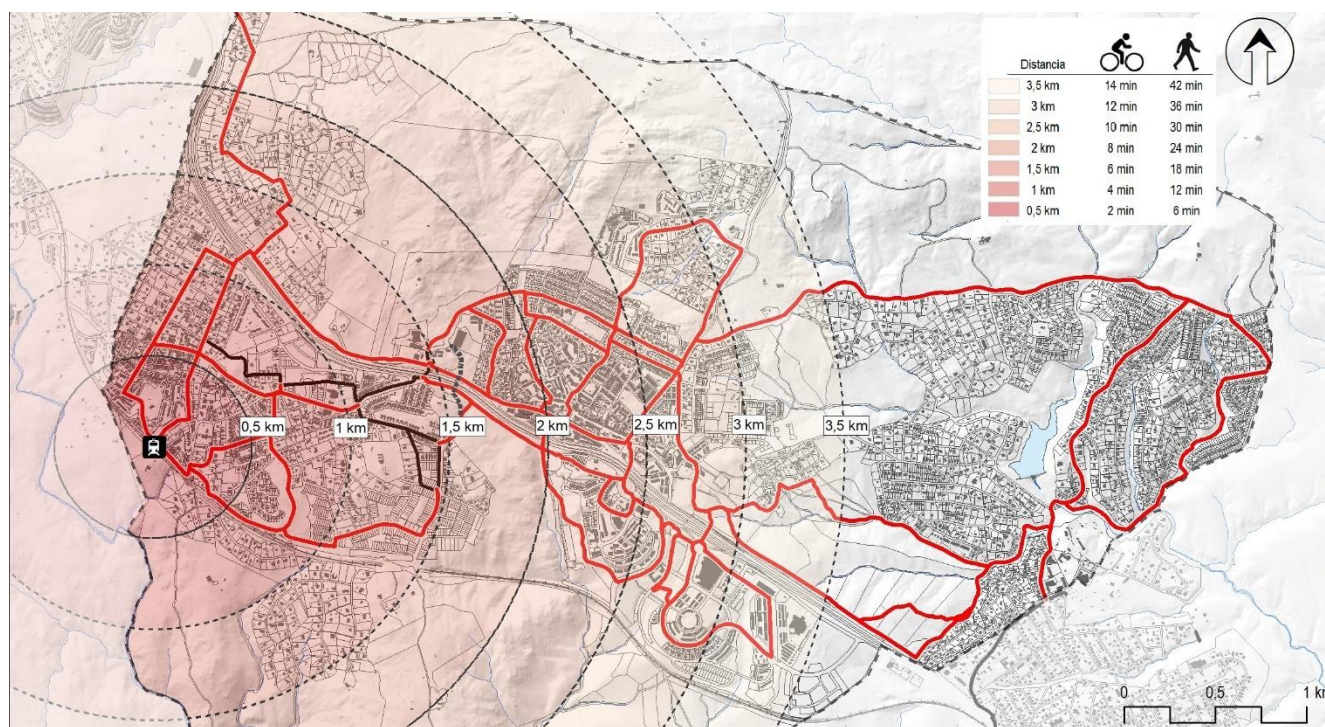 Distancia
3,5 km 14 min 42 min
3 km 12 min 36 min
2,5 km 10 min 30 min
2 km 8 min 24 min
1,5 km 6 min 18 min
1 km 4 min 12 min
0,5 km 2 min 6 min
0,5 km 1 km 1,5 km 2 km 2,5 km 3 km 3,5 km
0 0,5 1 km